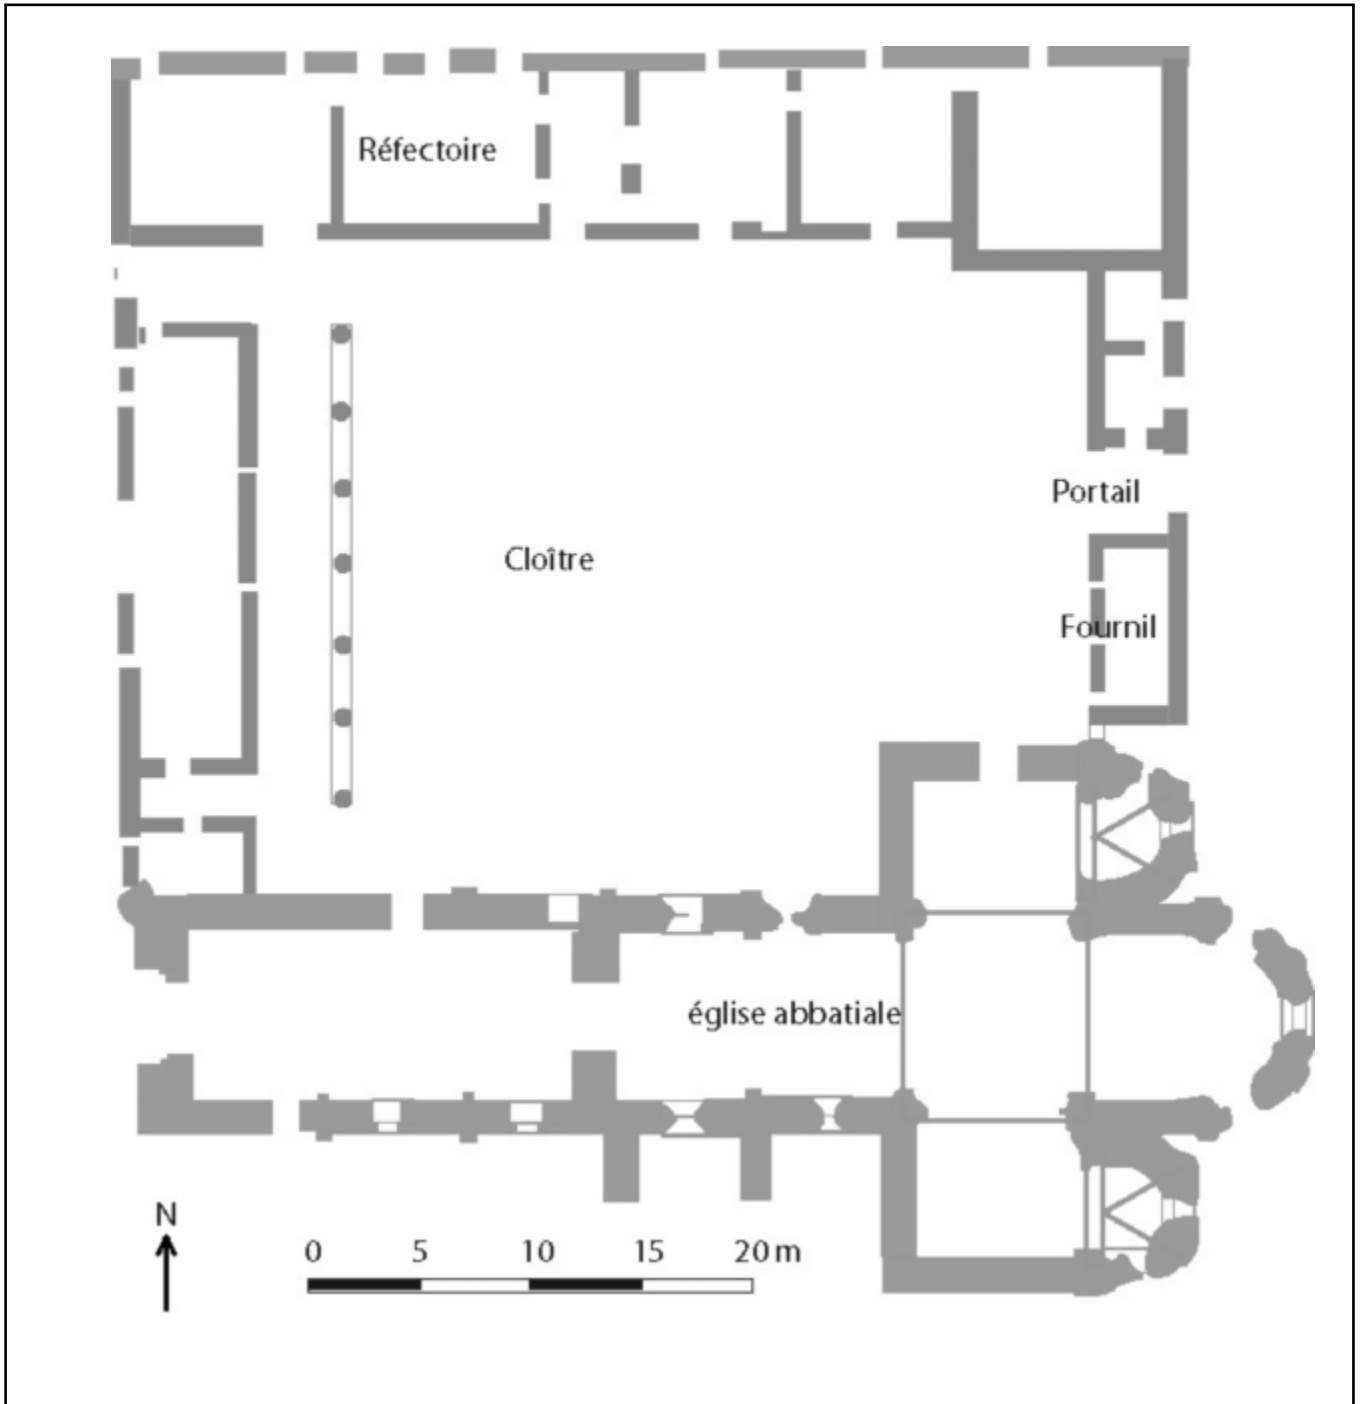 Réfectoire
Portail
Cloître
Fournil
église abbatiale
N
0 5 10 15 20 m